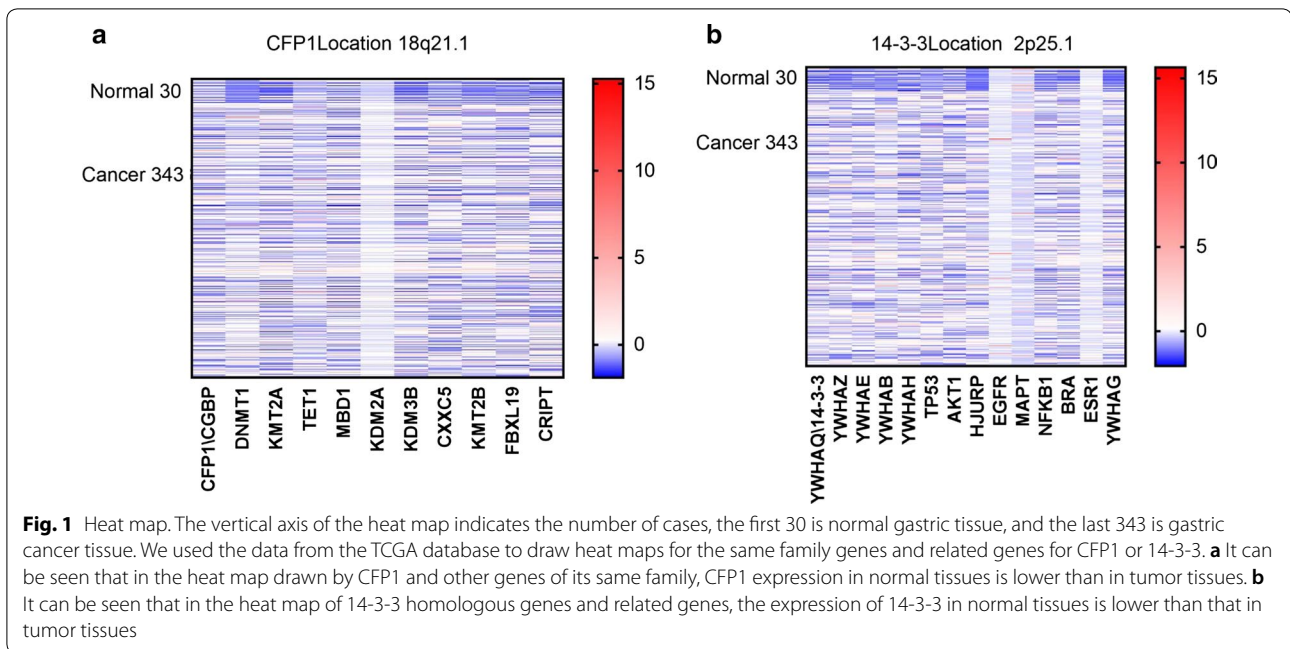 a
CFP1Location 18q21.1
Normal 30
Cancer 343
15
10
5
0
CFP1\CGBP
DNMT1
KMT2A
TET1
MBD1
KDM2A
KDM3B
CXXC5
KMT2B
FBXL19
CRIPT
b
14-3-3Location 2p25.1
Normal 30
Cancer 343
15
10
5
0
YWHAQ\14-3-3
YWHAZ
YWHAE
YWHAB
YWHAH
TP53
AKT1
HJURP
EGFR
MAPT
NFKB1
BRA
ESR1
YWHAG
Fig. 1 Heat map. The vertical axis of the heat map indicates the number of cases, the first 30 is normal gastric tissue, and the last 343 is gastric
cancer tissue. We used the data from the TCGA database to draw heat maps for the same family genes and related genes for CFP1 or 14-3-3. a It can
be seen that in the heat map drawn by CFP1 and other genes of its same family, CFP1 expression in normal tissues is lower than in tumor tissues. b
It can be seen that in the heat map of 14-3-3 homologous genes and related genes, the expression of 14-3-3 in normal tissues is lower than that in
tumor tissues